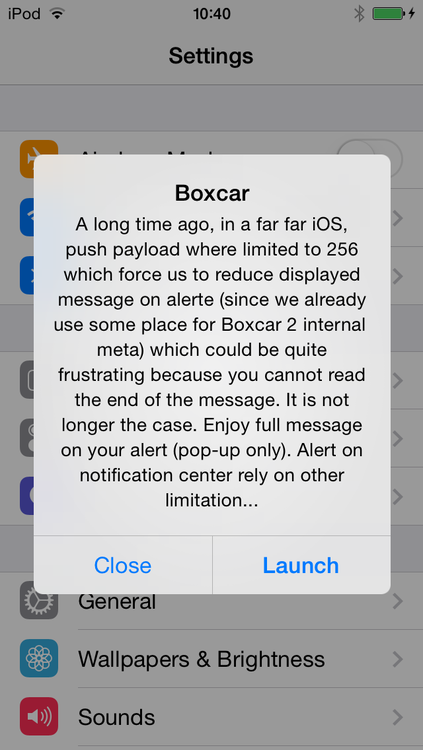 iPod
10:40
Settings
Boxcar
A long time ago, in a far far iOS,
push payload where limited to 256
which force us to reduce displayed
message on alerte (since we already
use some place for Boxcar 2 internal
meta) which could be quite
frustrating because you cannot read
the end of the message. It is not
longer the case. Enjoy full message
on your alert (pop-up only). Alert on
notification center rely on other
limitation...
Close
Launch
General
Wallpapers & Brightness
Sounds